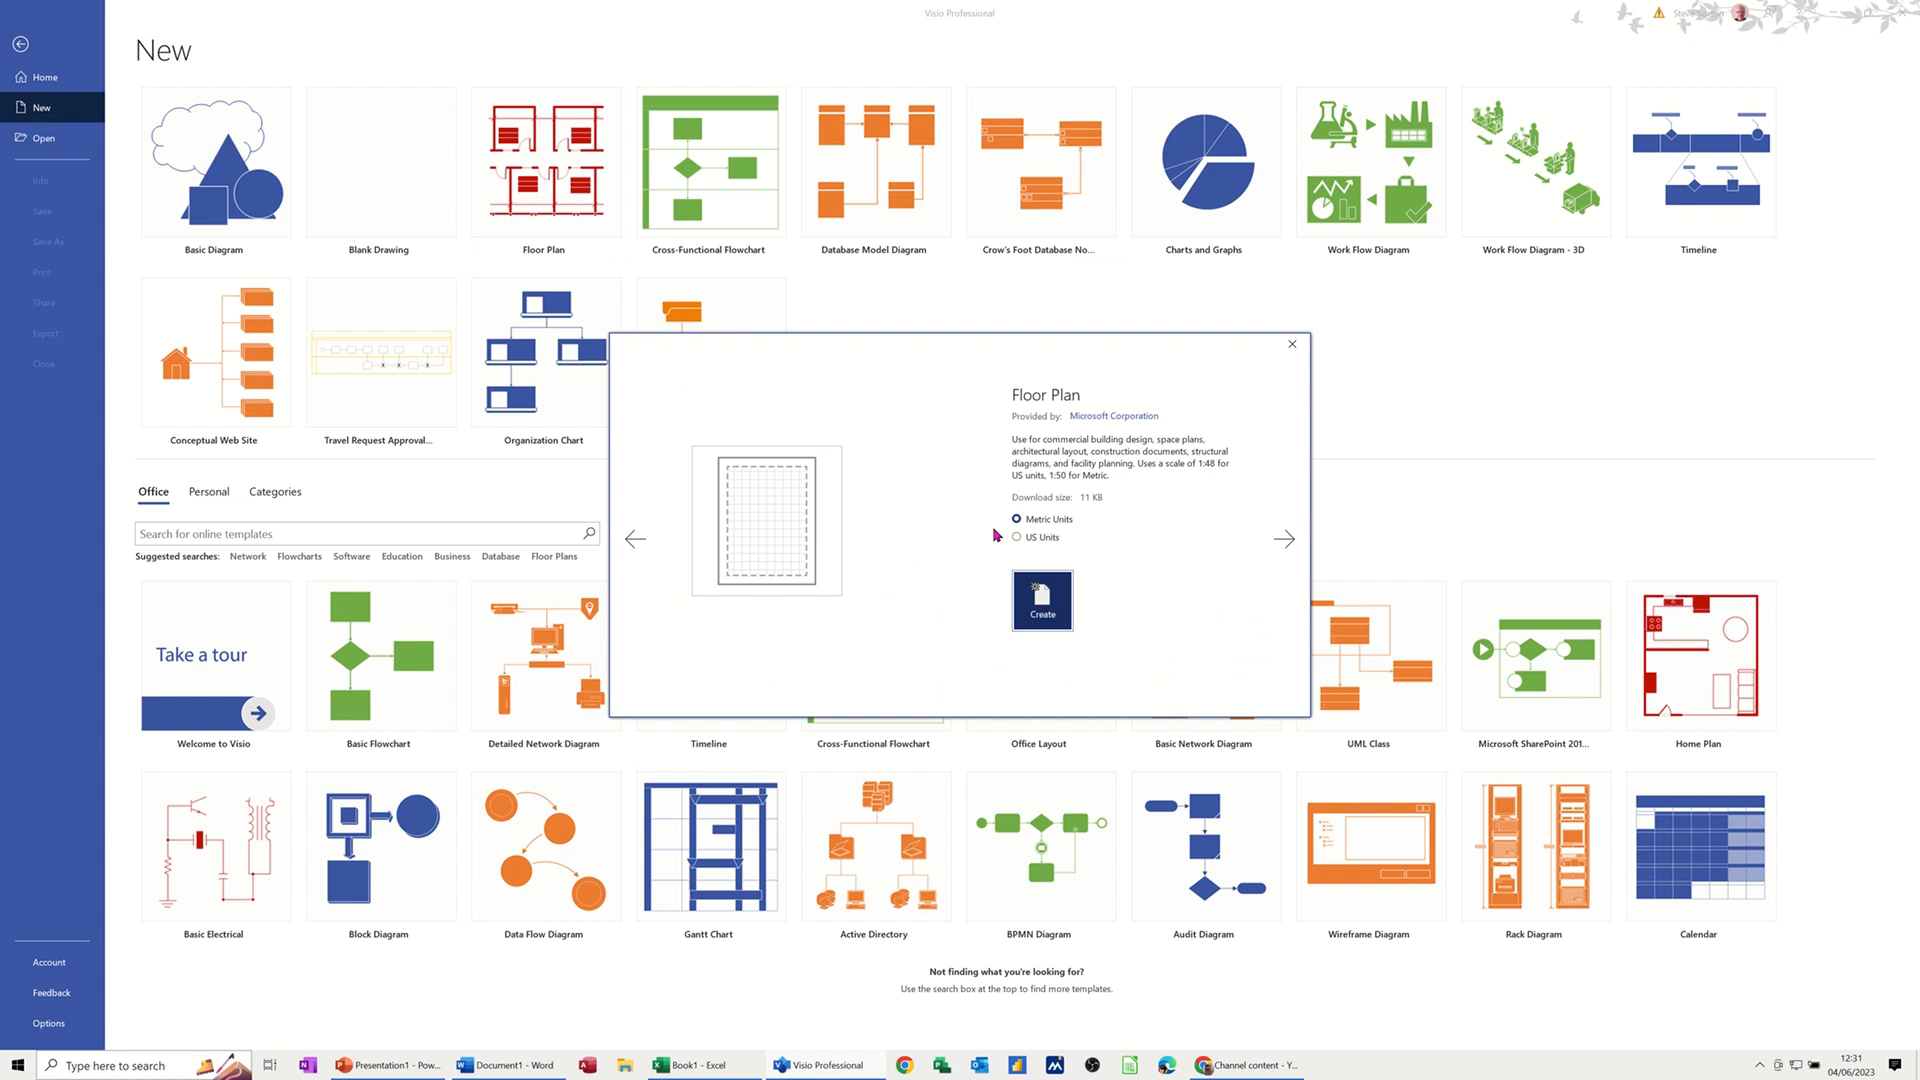 Visio Professional
New
Home
New
Open
Info
Save
Save As
Print
Share
Export
Close
Basic Diagram
Blank Drawing
Floor Plan
Cross-Functional Flowchart
Database Model Diagram
Crow's Foot Database No...
Charts and Graphs
Work Flow Diagram
Work Flow Diagram - 3D
Timeline
Conceptual Web Site
Travel Request Approval...
Organization Chart
Floor Plan
Provided by: Microsoft Corporation
Use for commercial building design, space plans,
architectural layout, construction documents, structural
diagrams, and facility planning. Uses a scale of 1:48 for
US units, 1:50 for Metric.
Download size: 11 KB
Metric Units
US Units
Create
Office Personal Categories
Search for online templates
Suggested searches: Network Flowcharts Software Education Business Database Floor Plans
Take a tour
Welcome to Visio
Basic Flowchart
Detailed Network Diagram
Timeline
Cross-Functional Flowchart
Office Layout
Basic Network Diagram
UML Class
Microsoft SharePoint 201...
Home Plan
Basic Electrical
Block Diagram
Data Flow Diagram
Gantt Chart
Active Directory
BPMN Diagram
Audit Diagram
Wireframe Diagram
Rack Diagram
Calendar
Not finding what you're looking for?
Use the search box at the top to find more templates.
Account
Feedback
Options
Type here to search
Presentation1 - Pow...
Document1 - Word
Book1 - Excel
Visio Professional
Channel content - Y...
12:31
04/06/2023